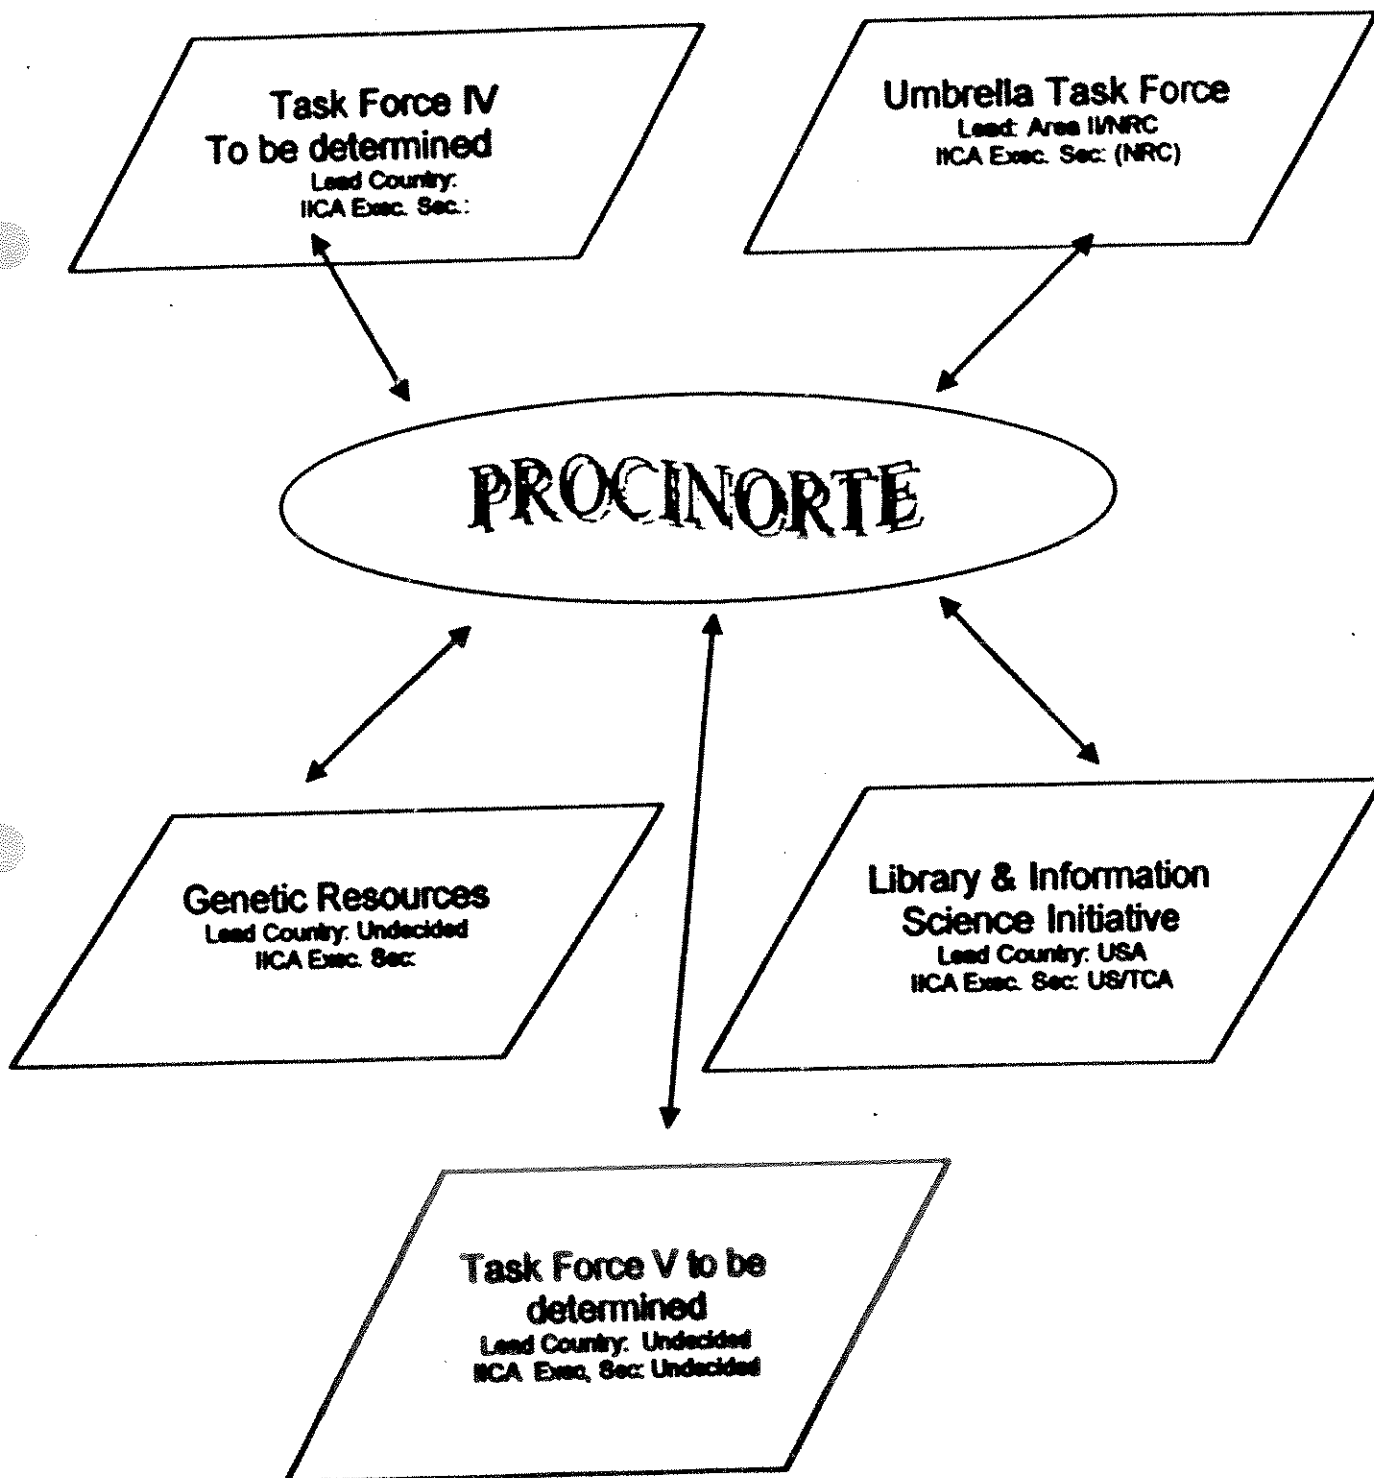 Task Force IV
To be determined
Lead Country:
IICA Exec. Sec.:
Umbrella Task Force
Lead: Area II/NRC
IICA Exec. Sec: (NRC)
PROCINORTE
Genetic Resources
Lead Country: Undecided
IICA Exec. Sec:
Library & Information
Science Initiative
Lead Country: USA
IICA Exec. Sec: US/TCA
Task Force V to be
determined
Lead Country: Undecided
IICA Exec, Sec: Undecided